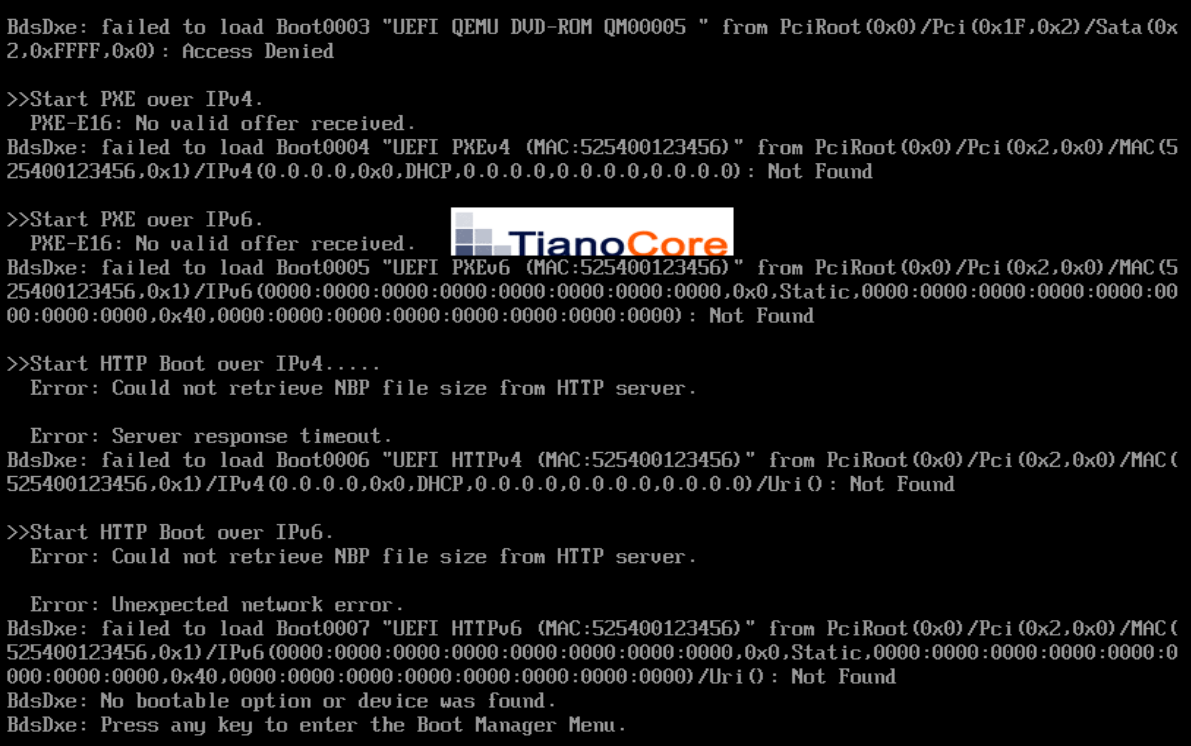 BdsDxe: failed to load Boot0003 "UEFI QEMU DVD-ROM QM00005 " from PciRoot(0x0)/Pci(0x1F,0x2)/Sata(0x
2,0xFFFF,0x0): Access Denied
>>Start PXE over IPv4.
PXE-E16: No valid offer received.
BdsDxe: failed to load Boot0004 "UEFI PXEv4 (MAC:525400123456)" from PciRoot(0x0)/Pci(0x2,0x0)/MAC(5
25400123456,0x1)/IPv4(0.0.0.0,0x0,DHCP,0.0.0.0,0.0.0.0,0.0.0.0): Not Found
>>Start PXE over IPv6.
PXE-E16: No valid offer received.
TianoCore
BdsDxe: failed to load Boot0005 "UEFI PXEv6 (MAC:525400123456)" from PciRoot(0x0)/Pci(0x2,0x0)/MAC(5
25400123456,0x1)/IPv6(0000:0000:0000:0000:0000:0000:0000:0000,0x0,Static,0000:0000:0000:0000:0000:00
00:0000:0000,0x40,0000:0000:0000:0000:0000:0000:0000:0000): Not Found
>>Start HTTP Boot over IPv4.....
Error: Could not retrieve NBP file size from HTTP server.
Error: Server response timeout.
BdsDxe: failed to load Boot0006 "UEFI HTTPv4 (MAC:525400123456)" from PciRoot(0x0)/Pci(0x2,0x0)/MAC(
525400123456,0x1)/IPv4(0.0.0.0,0x0,DHCP,0.0.0.0,0.0.0.0,0.0.0.0)/Uri(): Not Found
>>Start HTTP Boot over IPv6.
Error: Could not retrieve NBP file size from HTTP server.
Error: Unexpected network error.
BdsDxe: failed to load Boot0007 "UEFI HTTPv6 (MAC:525400123456)" from PciRoot(0x0)/Pci(0x2,0x0)/MAC(
525400123456,0x1)/IPv6(0000:0000:0000:0000:0000:0000:0000:0000,0x0,Static,0000:0000:0000:0000:0000:0
000:0000:0000,0x40,0000:0000:0000:0000:0000:0000:0000:0000)/Uri(): Not Found
BdsDxe: No bootable option or device was found.
BdsDxe: Press any key to enter the Boot Manager Menu.